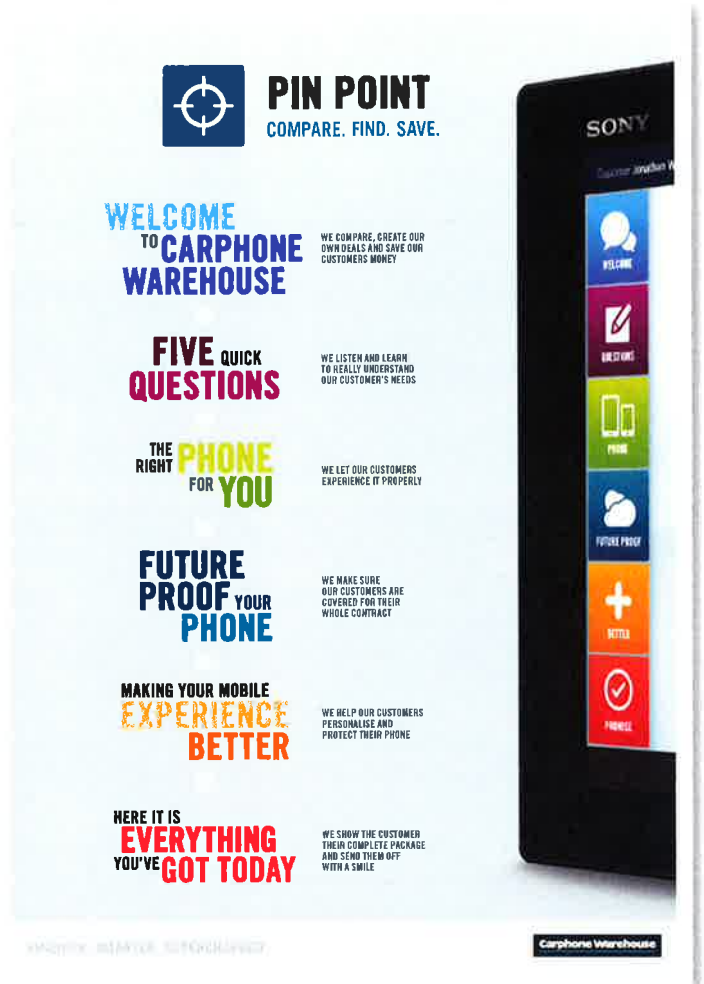 PIN POINT
COMPARE. FIND. SAVE.
WELCOME
TO CARPHONE
WAREHOUSE
WE COMPARE, CREATE OUR
OWN DEALS AND SAVE OUR
CUSTOMERS MONEY
FIVE QUICK
QUESTIONS
WE LISTEN AND LEARN
TO REALLY UNDERSTAND
OUR CUSTOMER'S NEEDS
THE
RIGHT PHONE
FOR YOU
WE LET OUR CUSTOMERS
EXPERIENCE IT PROPERLY
FUTURE
PROOF YOUR
PHONE
WE MAKE SURE
OUR CUSTOMERS ARE
COVERED FOR THEIR
WHOLE CONTRACT
MAKING YOUR MOBILE
EXPERIENCE
BETTER
WE HELP OUR CUSTOMERS
PERSONALISE AND
PROTECT THEIR PHONE
HERE IT IS
EVERYTHING
YOU'VE GOT TODAY
WE SHOW THE CUSTOMER
THEIR COMPLETE PACKAGE
AND SEND THEM OFF
WITH A SMILE
SONY
Customer Jonathan W
WELCOME
QUESTIONS
PHONE
FUTURE PROOF
BETTER
PROMISE
Carphone Warehouse